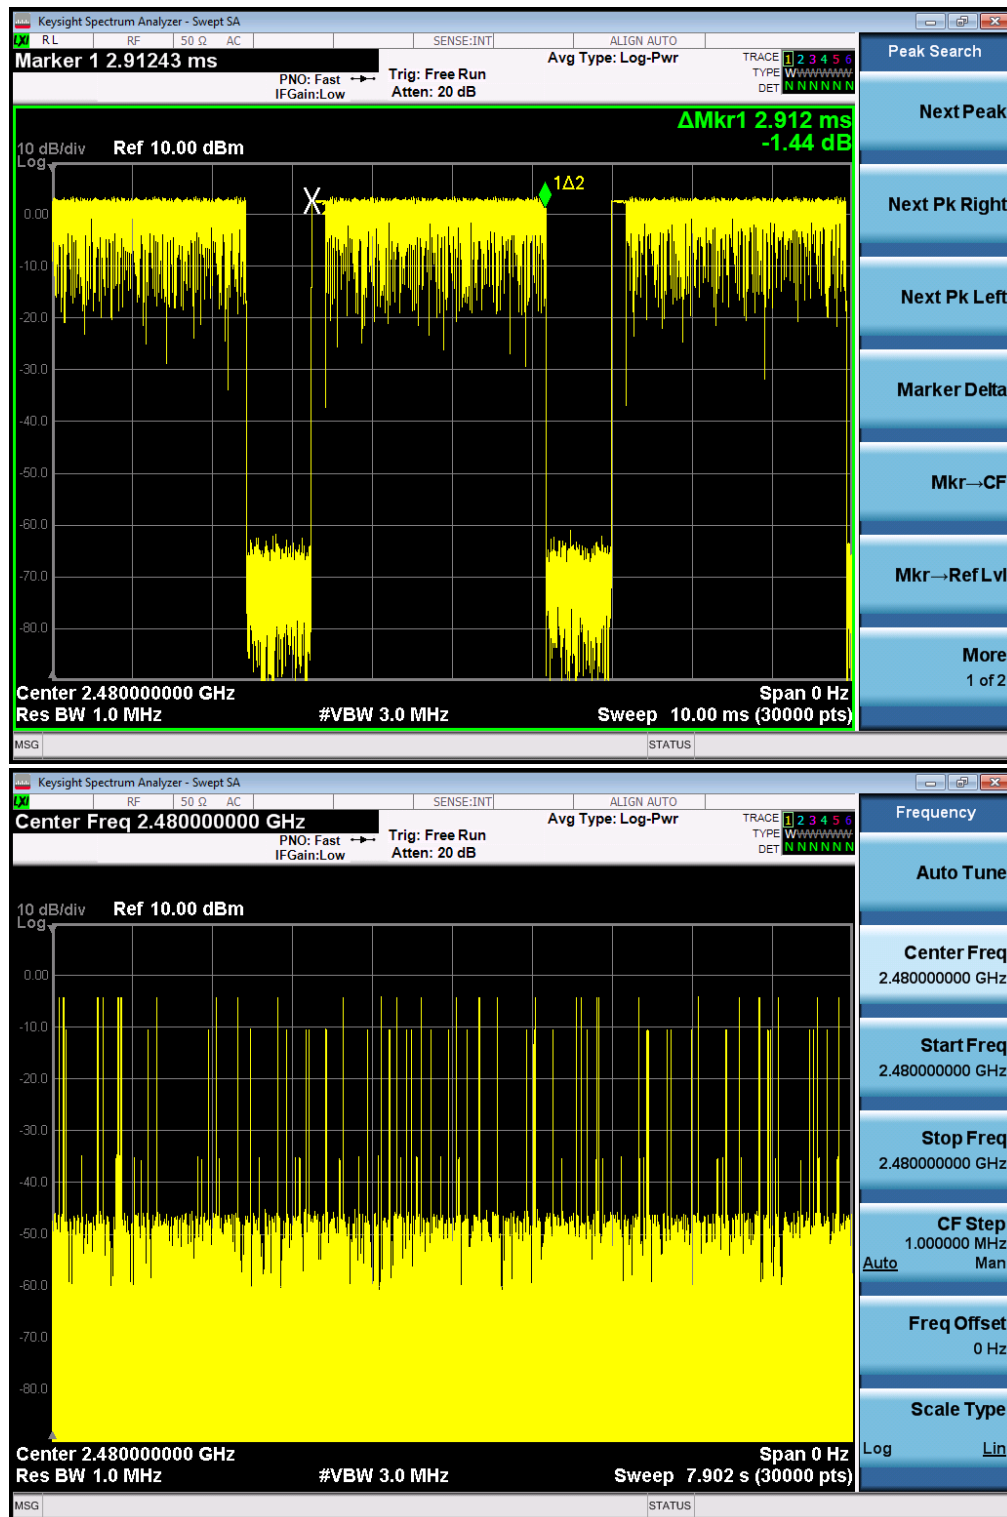 Keysight Spectrum Analyzer - Swept SA
LXI RL RF 50 Ω AC SENSE:INT ALIGN AUTO
Marker 1 2.91243 ms
PNO: Fast
IFGain:Low
Trig: Free Run
Atten: 20 dB
Avg Type: Log-Pwr
TRACE 1 2 3 4 5 6
TYPE WWWWWW
DET N N N N N N
ΔMkr1 2.912 ms
-1.44 dB
10 dB/div Ref 10.00 dBm
Log
1Δ2
X
0.00
-10.0
-20.0
-30.0
-40.0
-50.0
-60.0
-70.0
-80.0
Center 2.480000000 GHz Span 0 Hz
Res BW 1.0 MHz #VBW 3.0 MHz Sweep 10.00 ms (30000 pts)
MSG STATUS
Peak Search
Next Peak
Next Pk Right
Next Pk Left
Marker Delta
Mkr→CF
Mkr→Ref Lvl
More
1 of 2
Keysight Spectrum Analyzer - Swept SA
LXI RF 50 Ω AC SENSE:INT ALIGN AUTO
Center Freq 2.480000000 GHz
PNO: Fast
IFGain:Low
Trig: Free Run
Atten: 20 dB
Avg Type: Log-Pwr
TRACE 1 2 3 4 5 6
TYPE WWWWWW
DET N N N N N N
10 dB/div Ref 10.00 dBm
Log
0.00
-10.0
-20.0
-30.0
-40.0
-50.0
-60.0
-70.0
-80.0
Center 2.480000000 GHz Span 0 Hz
Res BW 1.0 MHz #VBW 3.0 MHz Sweep 7.902 s (30000 pts)
MSG STATUS
Frequency
Auto Tune
Center Freq
2.480000000 GHz
Start Freq
2.480000000 GHz
Stop Freq
2.480000000 GHz
CF Step
1.000000 MHz
Auto Man
Freq Offset
0 Hz
Scale Type
Log Lin